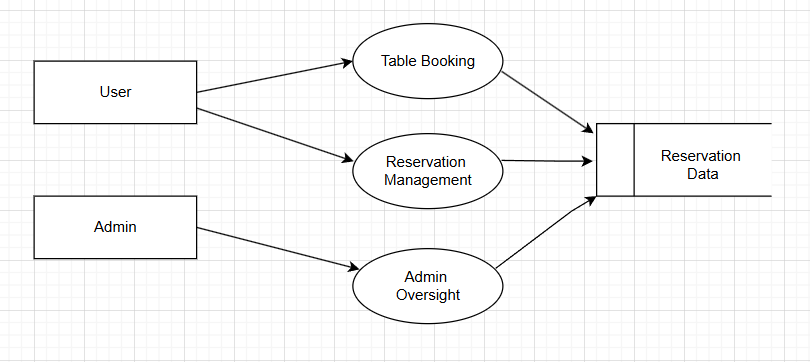 User
Table Booking
Reservation
Management
Reservation
Data
Admin
Admin
Oversight